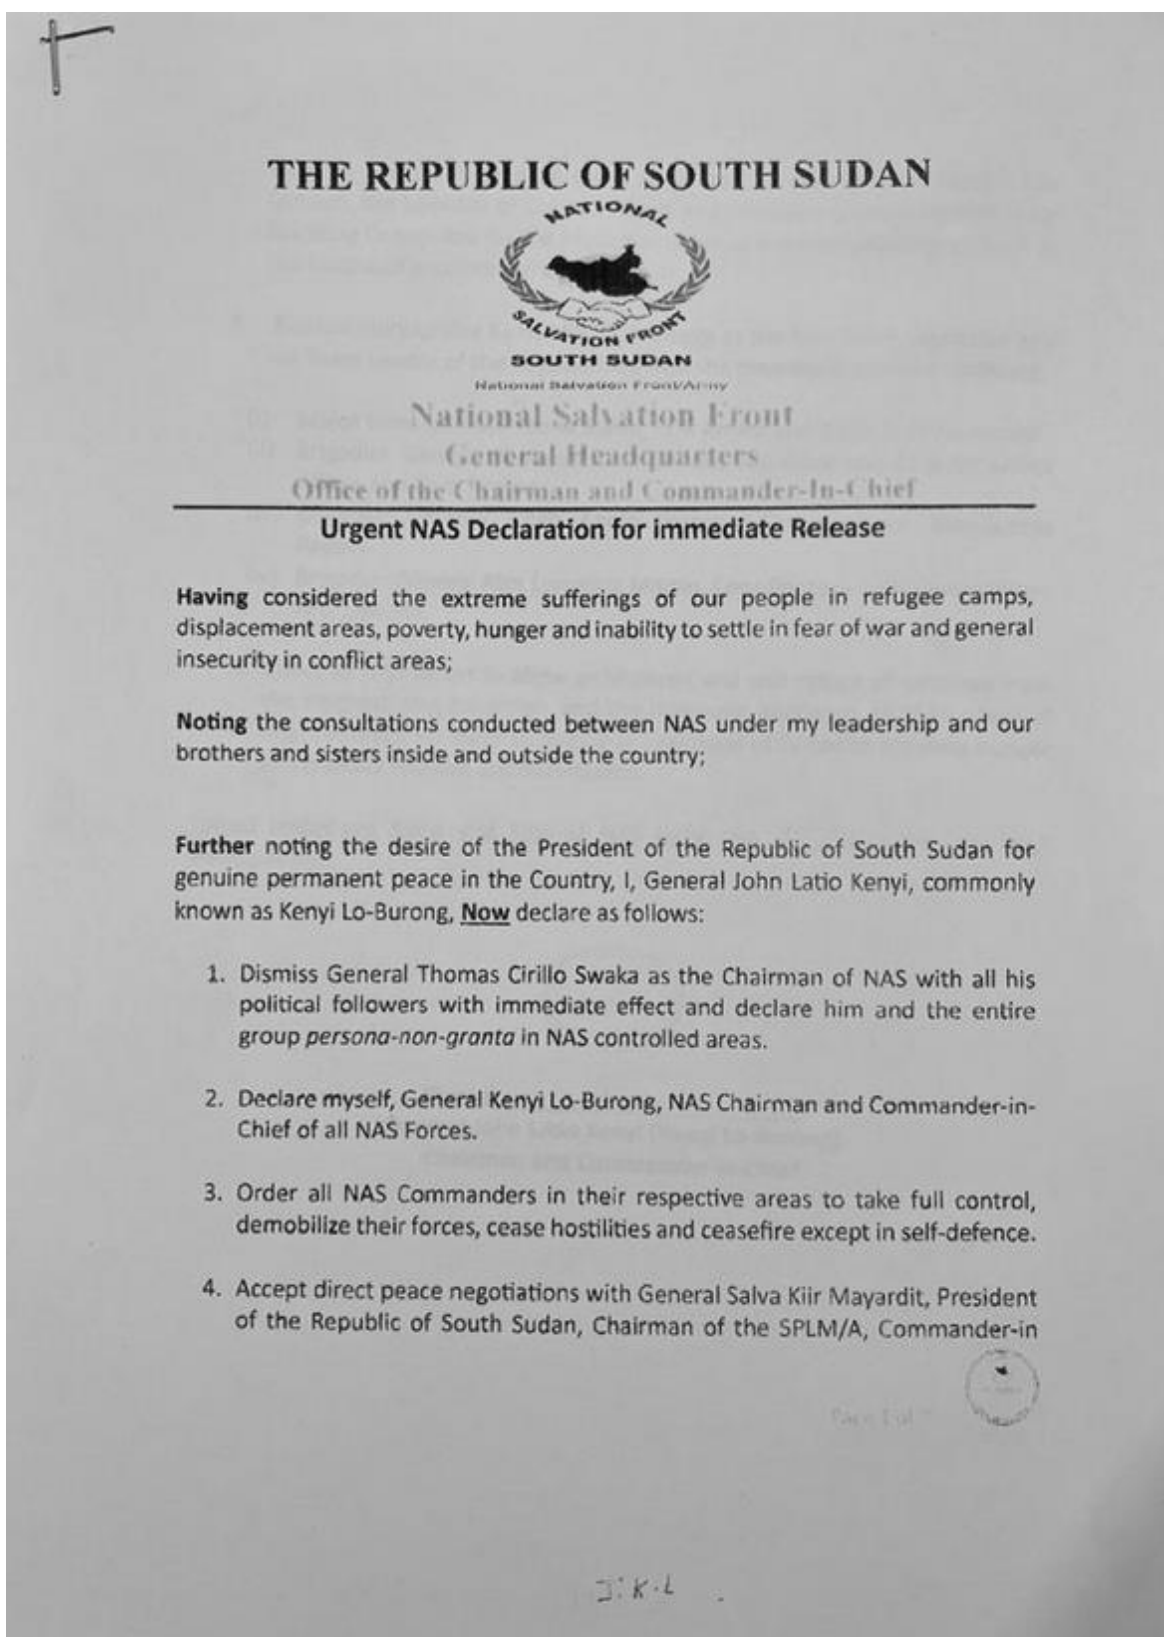 THE REPUBLIC OF SOUTH SUDAN
NATIONAL
SALVATION FRONT
SOUTH SUDAN
National Salvation Front/Army
National Salvation Front
General Headquarters
Office of the Chairman and Commander-In-Chief
Urgent NAS Declaration for immediate Release
Having considered the extreme sufferings of our people in refugee camps,
displacement areas, poverty, hunger and inability to settle in fear of war and general
insecurity in conflict areas;
Noting the consultations conducted between NAS under my leadership and our
brothers and sisters inside and outside the country;
Further noting the desire of the President of the Republic of South Sudan for
genuine permanent peace in the Country, I, General John Latio Kenyi, commonly
known as Kenyi Lo-Burong, Now declare as follows:
1. Dismiss General Thomas Cirillo Swaka as the Chairman of NAS with all his
political followers with immediate effect and declare him and the entire
group persona-non-granta in NAS controlled areas.
2. Declare myself, General Kenyi Lo-Burong, NAS Chairman and Commander-in-
Chief of all NAS Forces.
3. Order all NAS Commanders in their respective areas to take full control,
demobilize their forces, cease hostilities and ceasefire except in self-defence.
4. Accept direct peace negotiations with General Salva Kiir Mayardit, President
of the Republic of South Sudan, Chairman of the SPLM/A, Commander-in
J.K.L